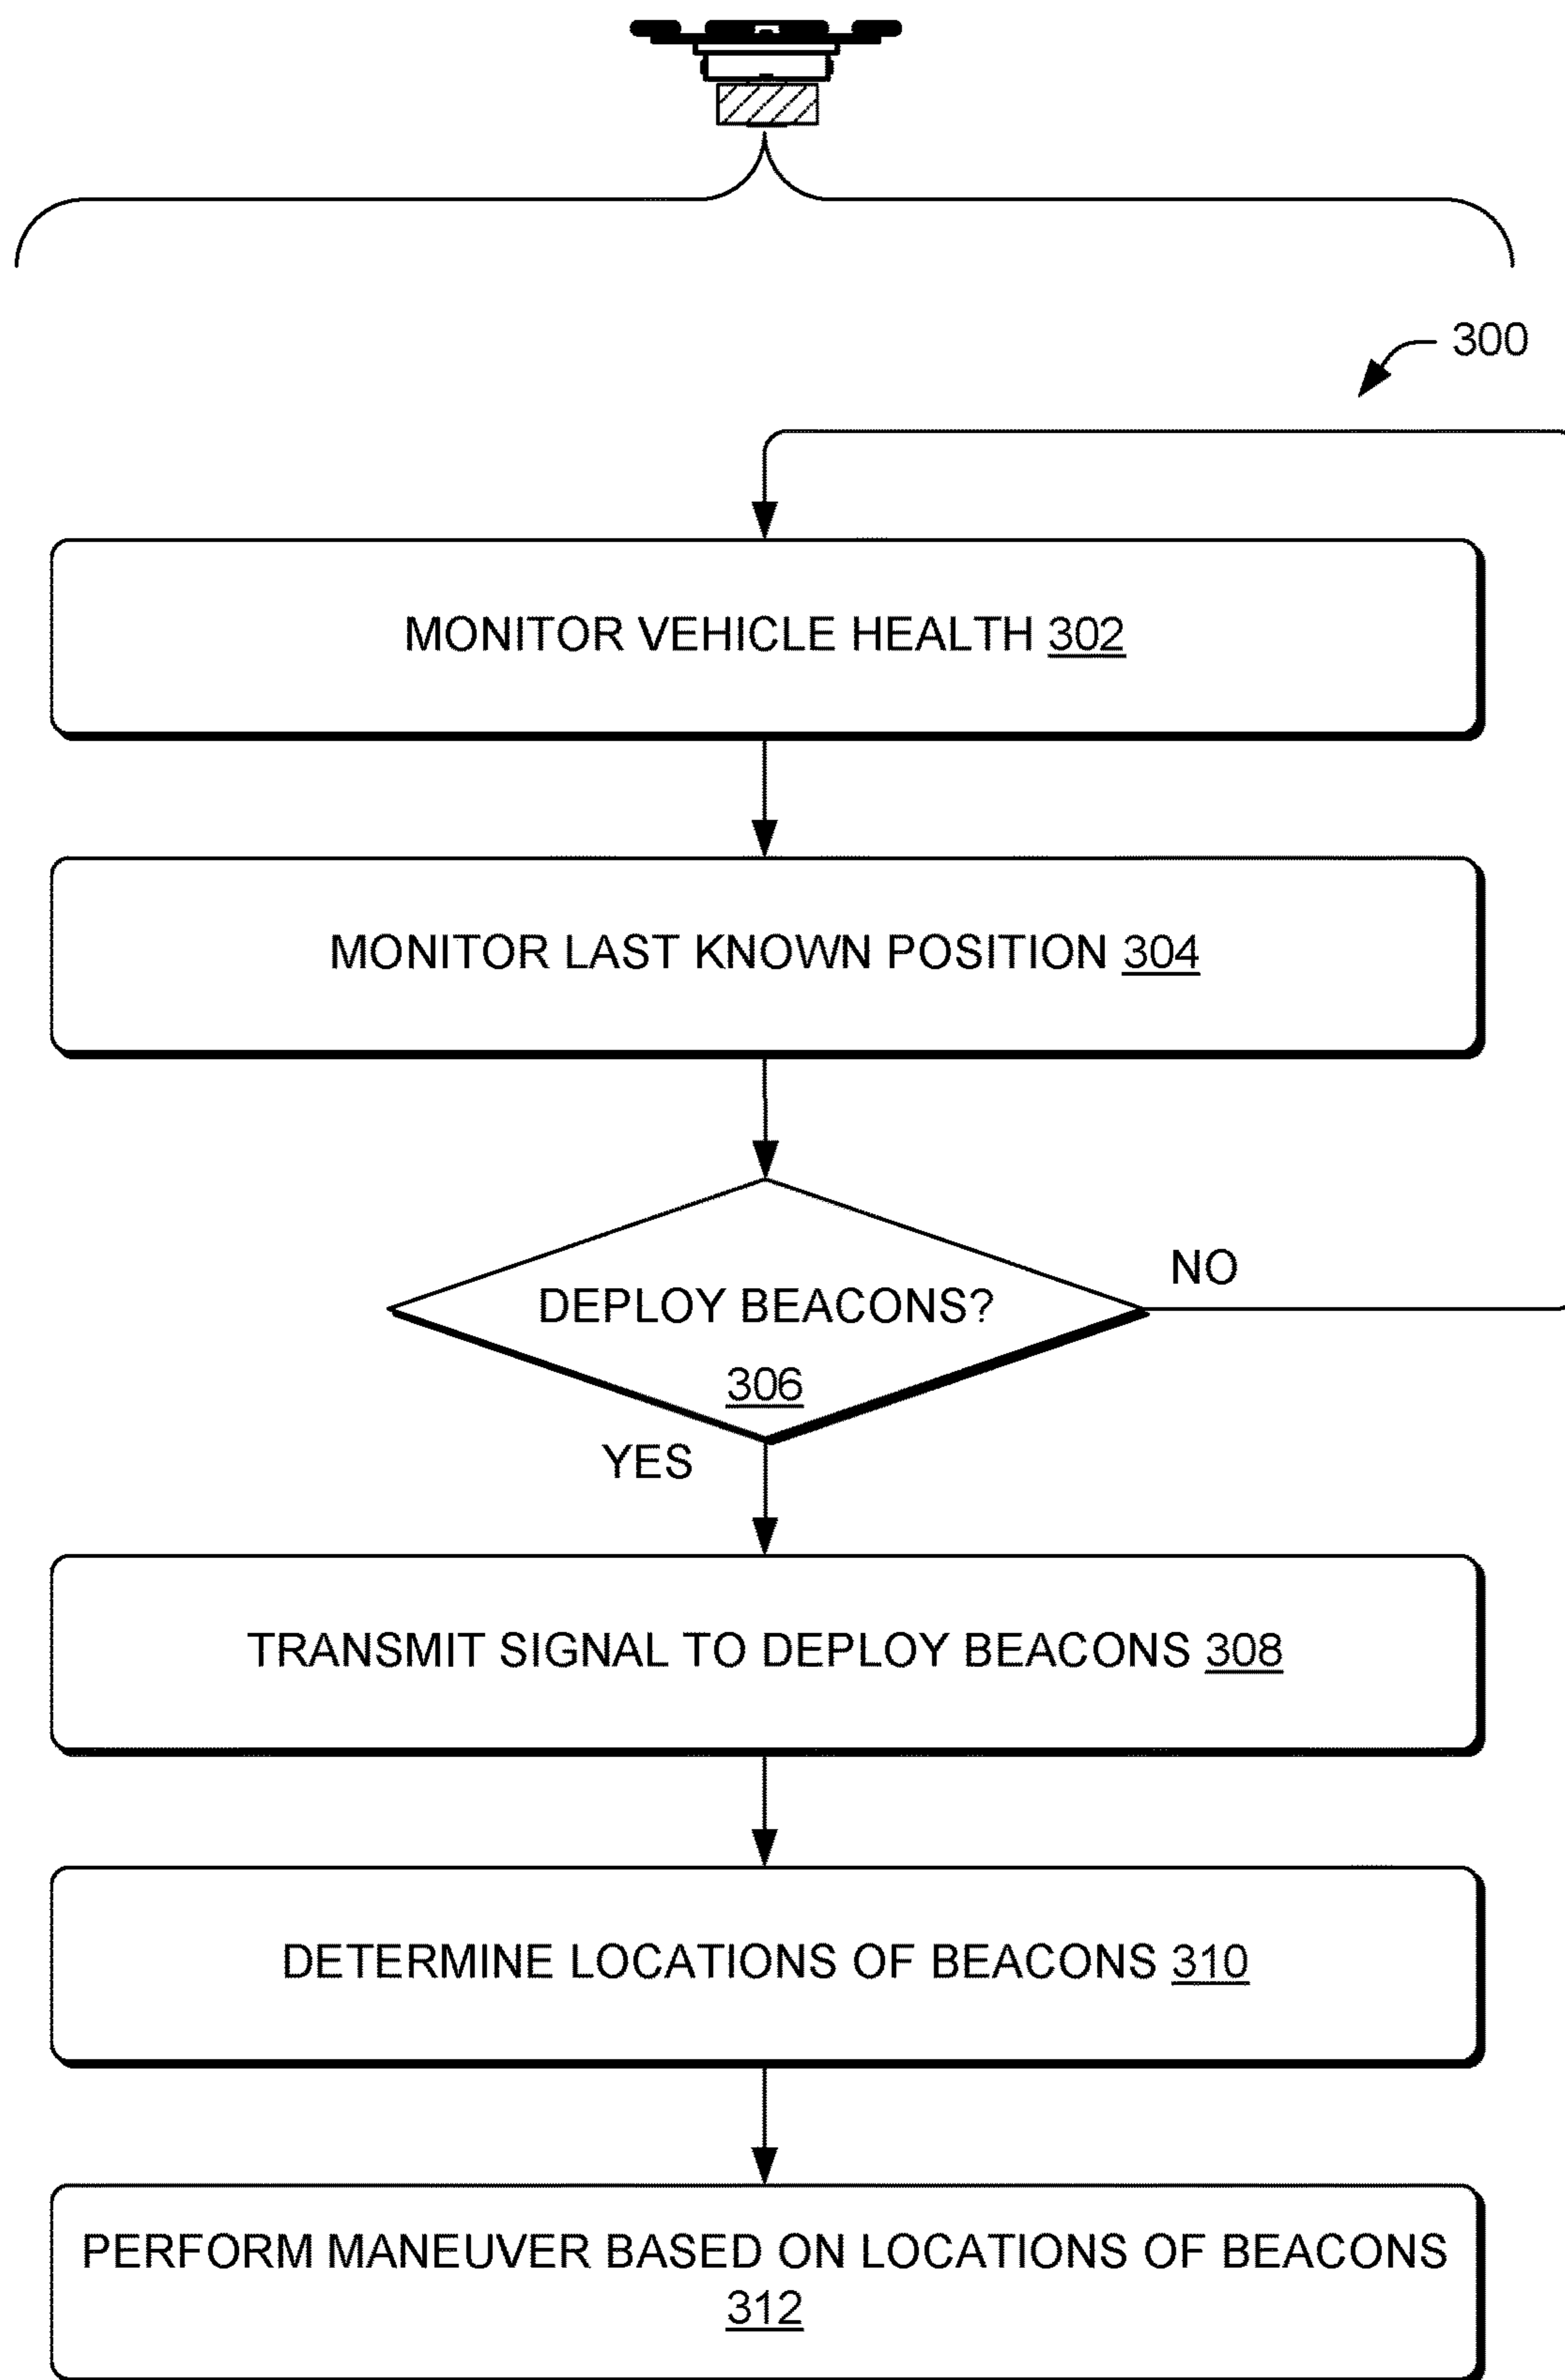 300
MONITOR VEHICLE HEALTH 302
MONITOR LAST KNOWN POSITION 304
DEPLOY BEACONS?
306
NO
YES
TRANSMIT SIGNAL TO DEPLOY BEACONS 308
DETERMINE LOCATIONS OF BEACONS 310
PERFORM MANEUVER BASED ON LOCATIONS OF BEACONS
312